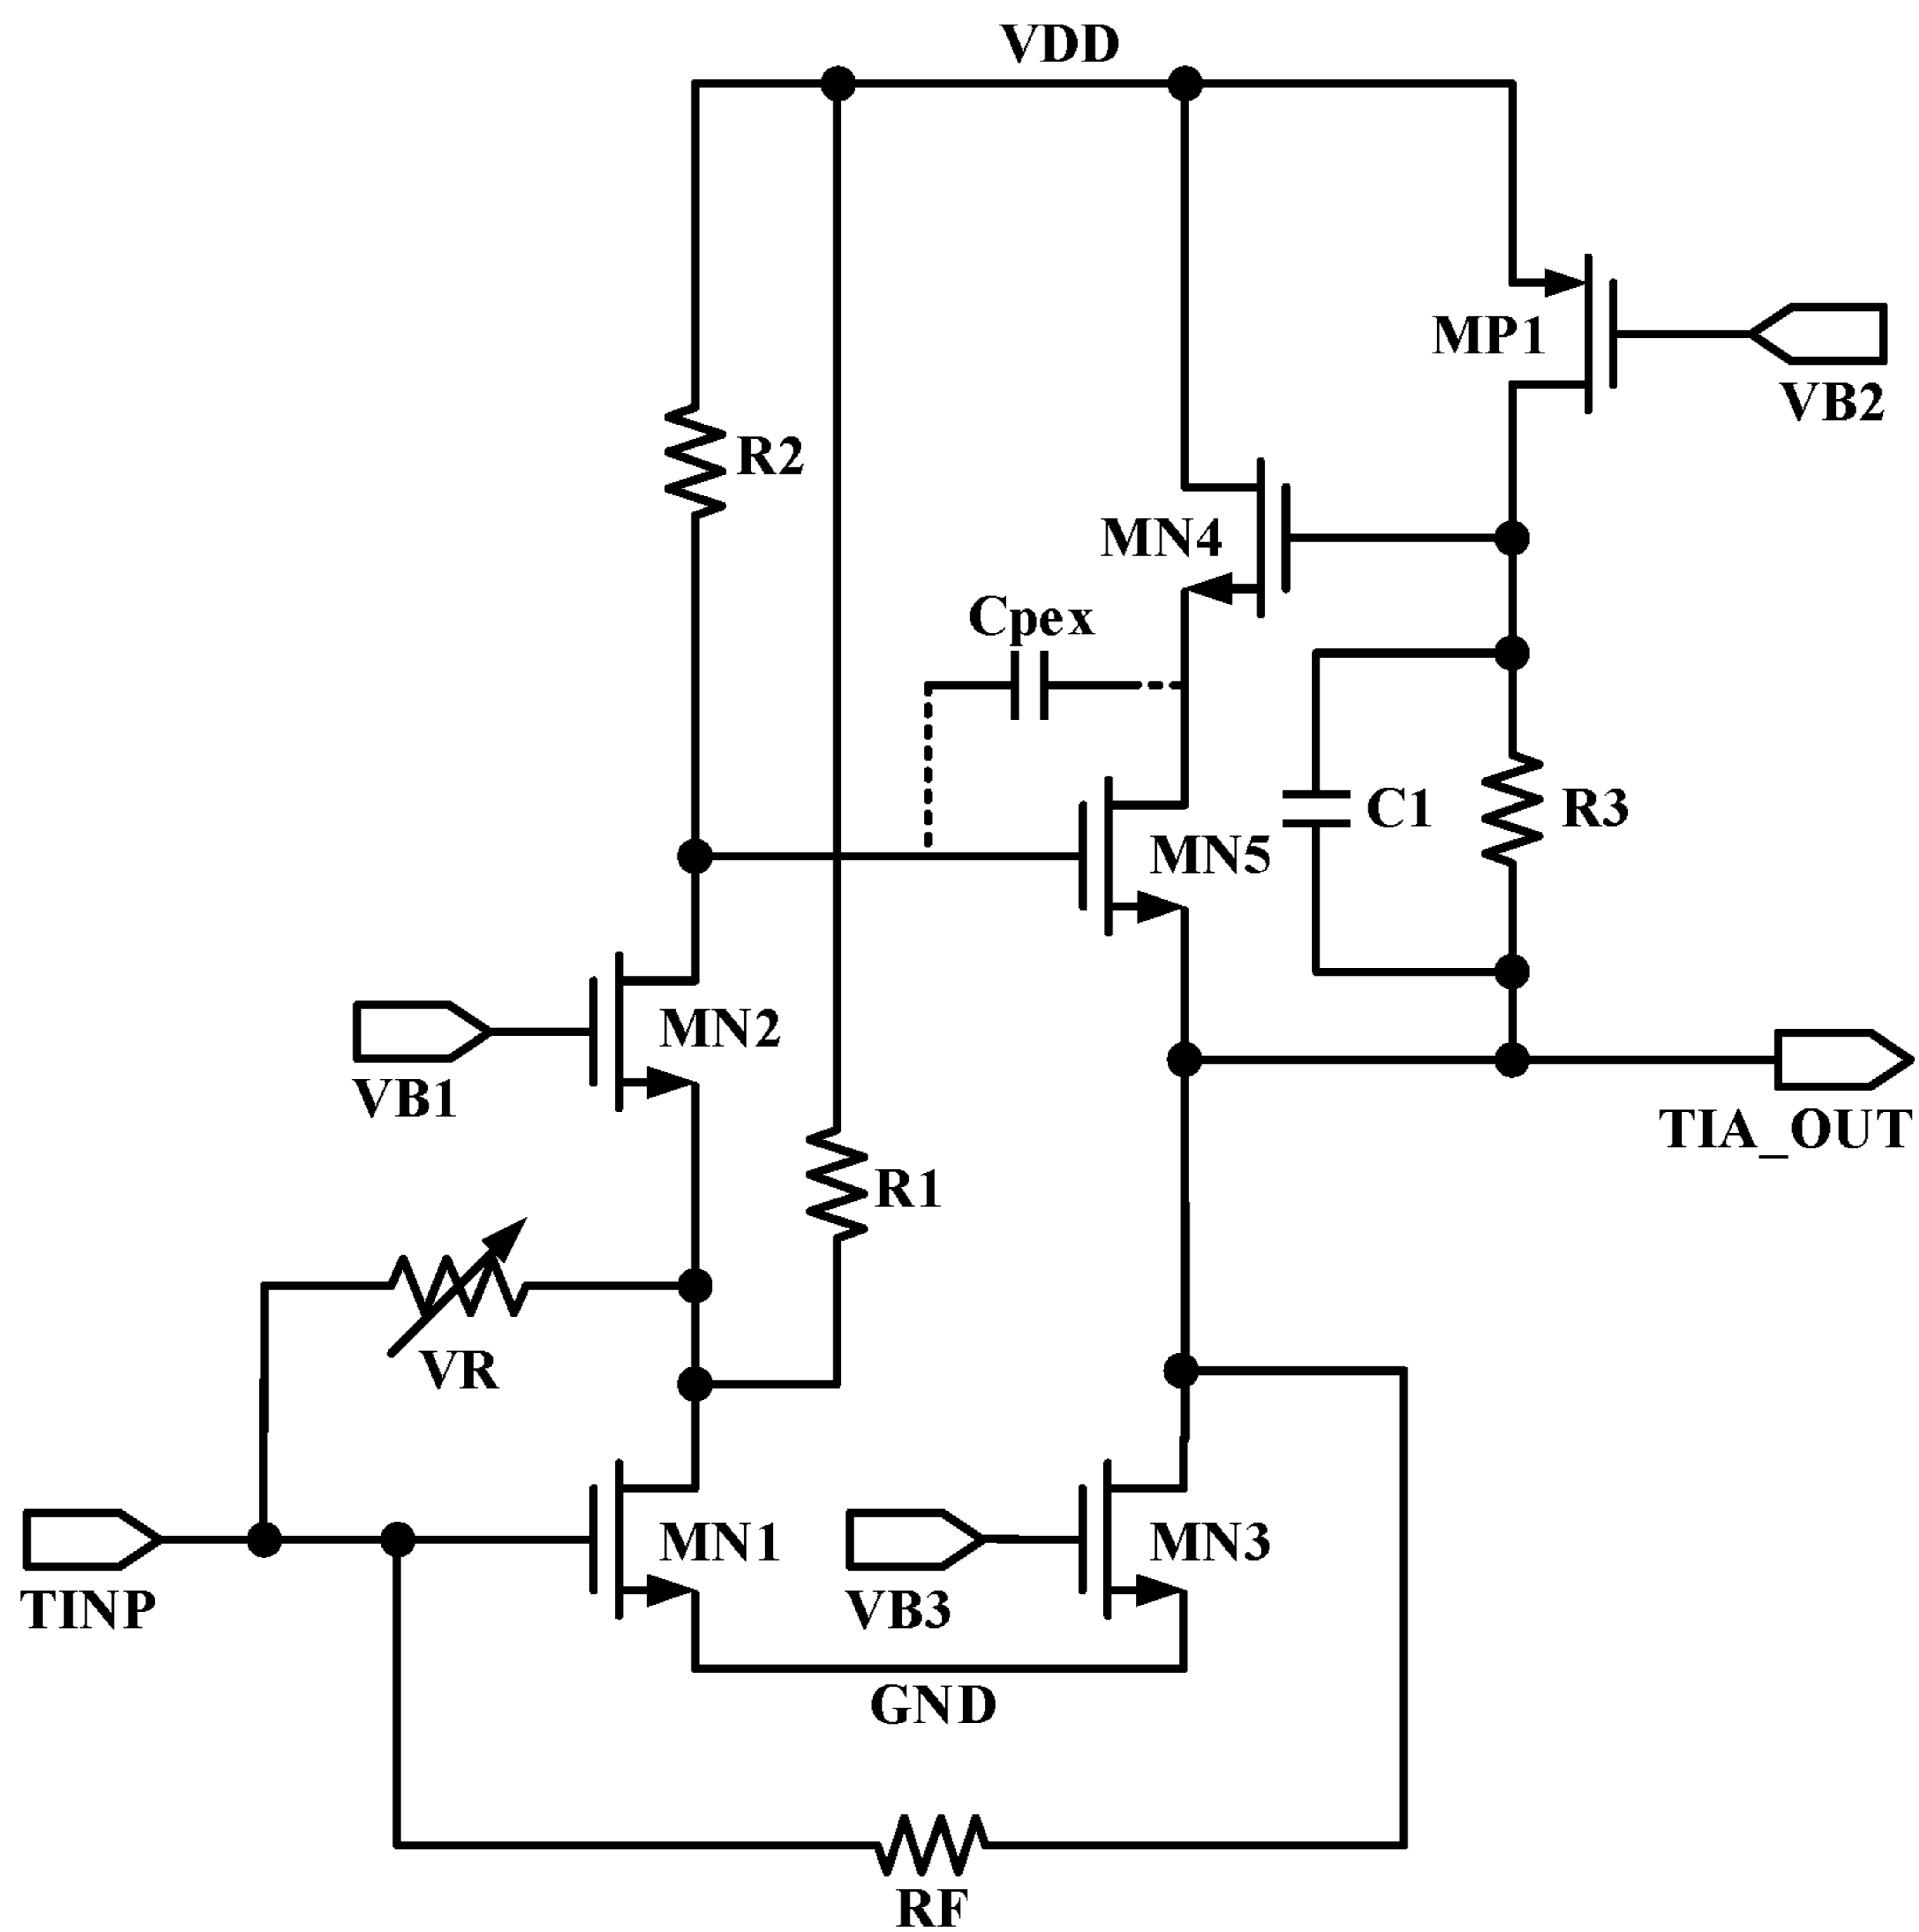 VDD
MP1
VB2
R2
MN4
Cpex
C1
R3
MN5
MN2
VB1
TIA_OUT
R1
VR
MN1
MN3
TINP
VB3
GND
RF